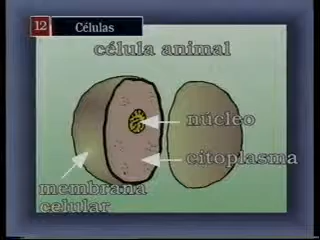 12 Células
célula animal
núcleo
citoplasma
membrana
celular